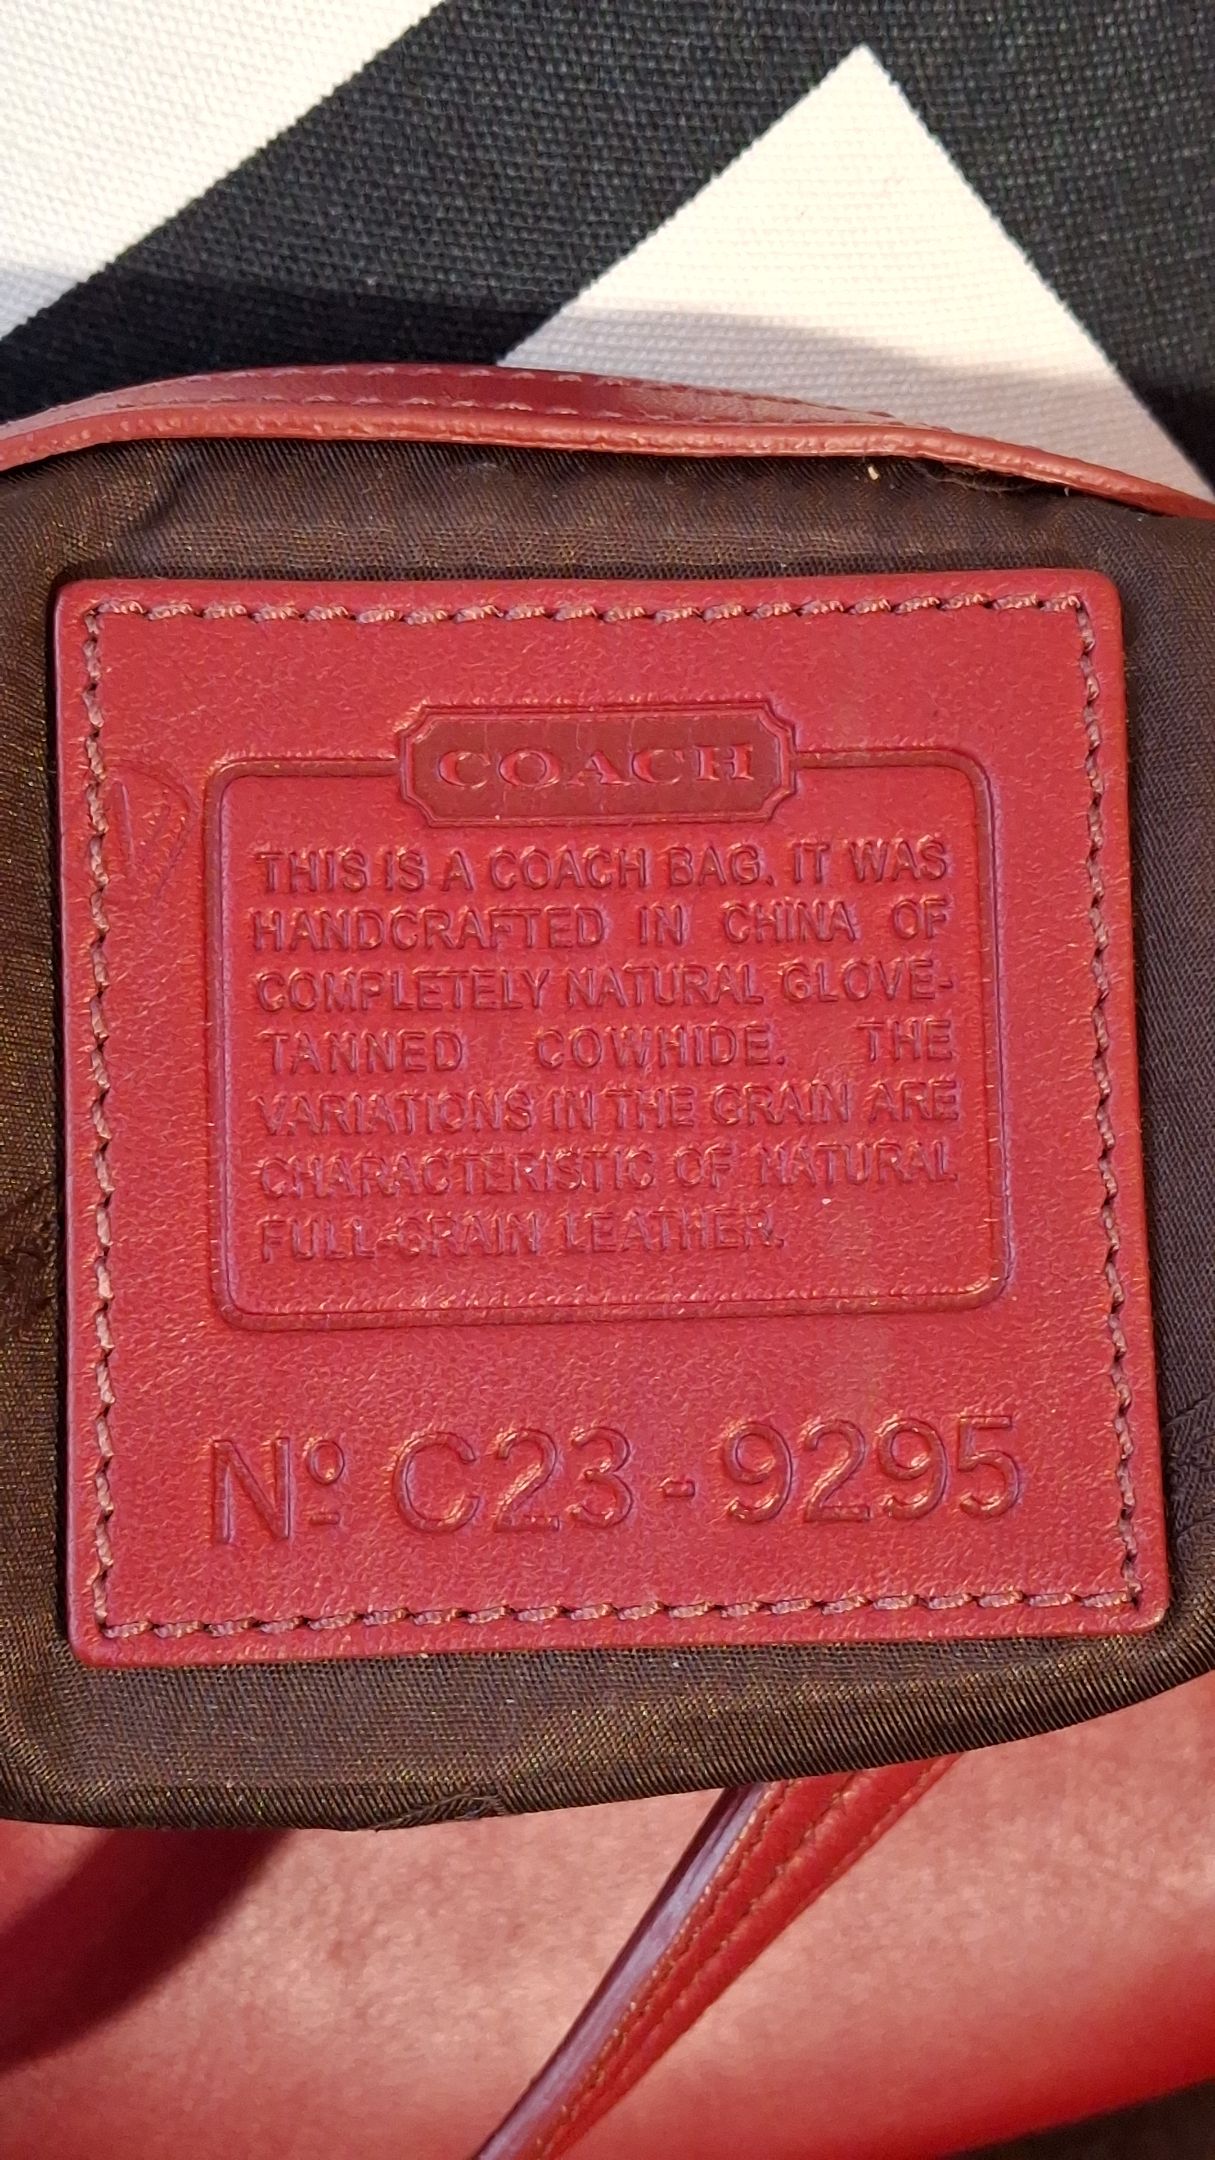 COACH
THIS IS A COACH BAG. IT WAS
HANDCRAFTED IN CHINA OF
COMPLETELY NATURAL GLOVE-
TANNED COWHIDE. THE
VARIATIONS IN THE GRAIN ARE
CHARACTERISTIC OF NATURAL
FULL-GRAIN LEATHER.
Nº C23-9295